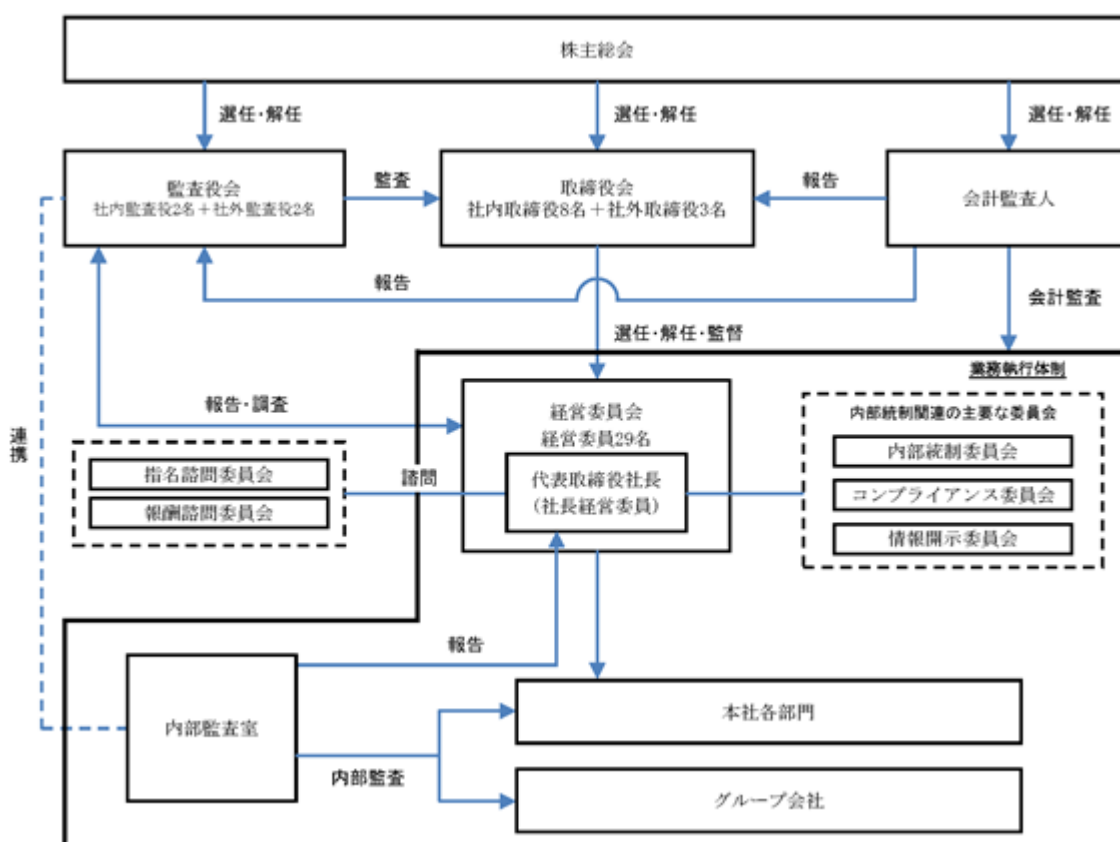 株主総会
選任・解任
選任・解任
選任・解任
監査役会
社内監査役2名＋社外監査役2名
監査
取締役会
社内取締役8名＋社外取締役3名
報告
会計監査人
報告
会計監査
選任・解任・監督
業務執行体制
連携
報告・調査
経営委員会
経営委員29名
代表取締役社長
(社長経営委員)
諮問
指名諮問委員会
報酬諮問委員会
内部統制関連の主要な委員会
内部統制委員会
コンプライアンス委員会
情報開示委員会
報告
内部監査室
内部監査
本社各部門
グループ会社